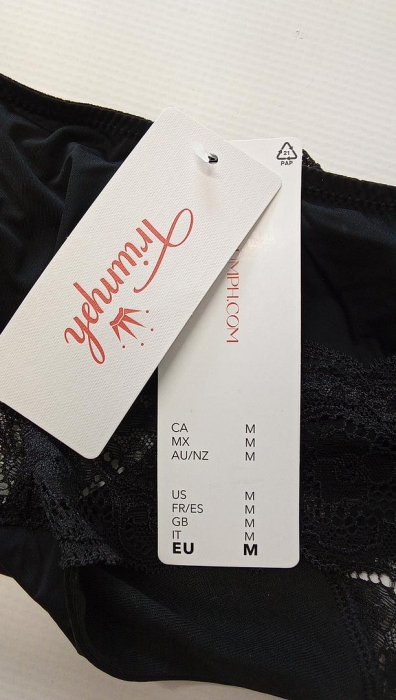 Triumph
21
PAP
MPH.COM
CA M
MX M
AU/NZ M
US M
FR/ES M
GB M
IT M
EU M